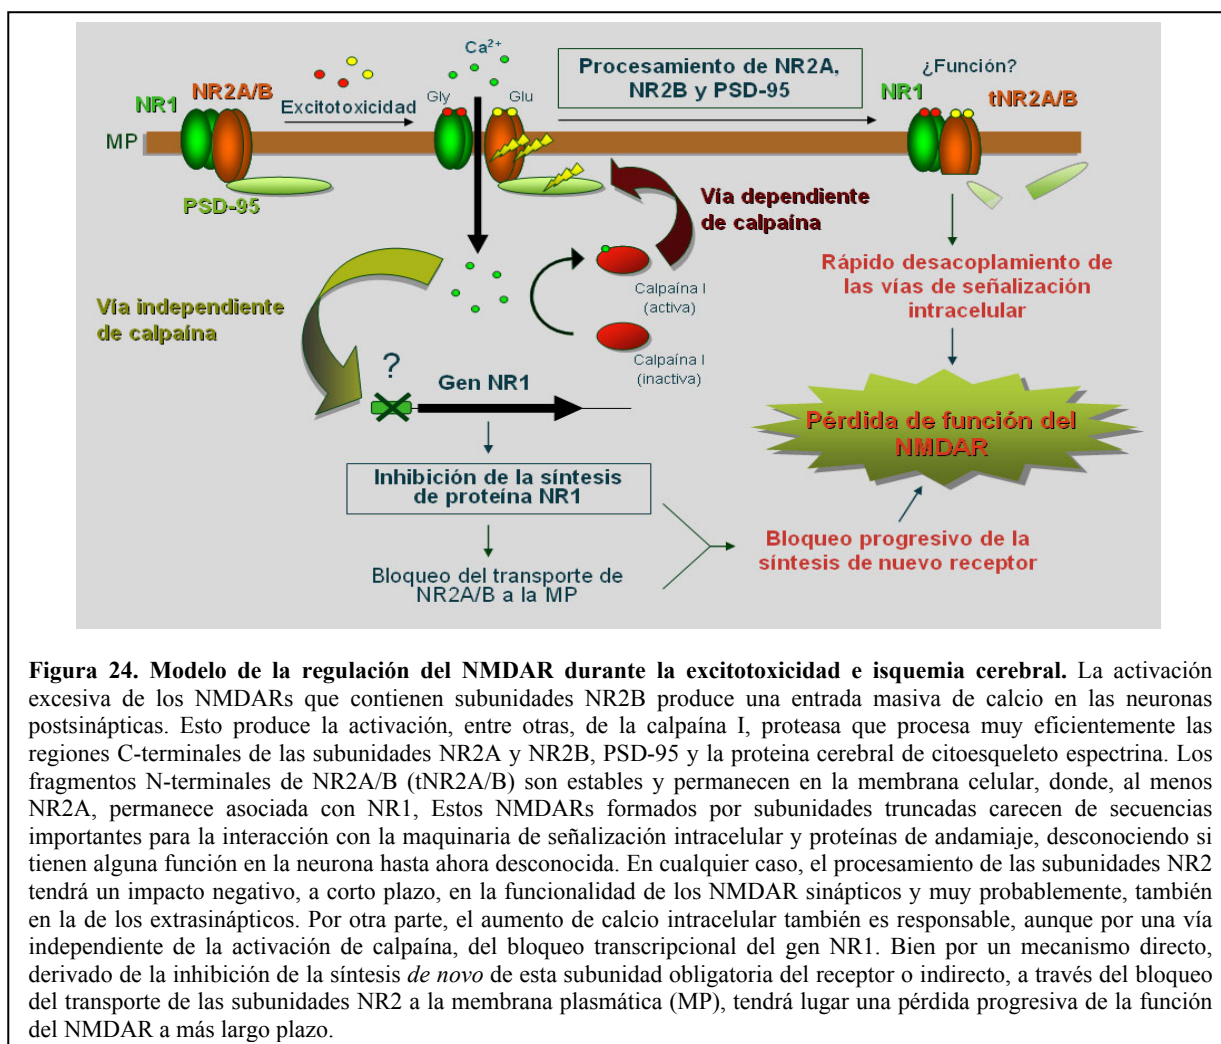 Ca²⁺
Procesamiento de NR2A,
NR2B y PSD-95
¿Función?
NR1
NR2A/B
Excitotoxicidad
Gly
Glu
NR1
tNR2A/B
MP
PSD-95
Vía dependiente
de calpaína
Vía independiente
de calpaína
Calpaína I
(activa)
Calpaína I
(inactiva)
Rápido desacoplamiento de
las vías de señalización
intracelular
?
Gen NR1
Pérdida de función del
NMDAR
Inhibición de la síntesis
de proteína NR1
Bloqueo progresivo de la
síntesis de nuevo receptor
Bloqueo del transporte de
NR2A/B a la MP
Figura 24. Modelo de la regulación del NMDAR durante la excitotoxicidad e isquemia cerebral. La activación
excesiva de los NMDARs que contienen subunidades NR2B produce una entrada masiva de calcio en las neuronas
postsinápticas. Esto produce la activación, entre otras, de la calpaína I, proteasa que procesa muy eficientemente las
regiones C-terminales de las subunidades NR2A y NR2B, PSD-95 y la proteina cerebral de citoesqueleto espectrina. Los
fragmentos N-terminales de NR2A/B (tNR2A/B) son estables y permanecen en la membrana celular, donde, al menos
NR2A, permanece asociada con NR1, Estos NMDARs formados por subunidades truncadas carecen de secuencias
importantes para la interacción con la maquinaria de señalización intracelular y proteínas de andamiaje, desconociendo si
tienen alguna función en la neurona hasta ahora desconocida. En cualquier caso, el procesamiento de las subunidades NR2
tendrá un impacto negativo, a corto plazo, en la funcionalidad de los NMDAR sinápticos y muy probablemente, también
en la de los extrasinápticos. Por otra parte, el aumento de calcio intracelular también es responsable, aunque por una vía
independiente de la activación de calpaína, del bloqueo transcripcional del gen NR1. Bien por un mecanismo directo,
derivado de la inhibición de la síntesis de novo de esta subunidad obligatoria del receptor o indirecto, a través del bloqueo
del transporte de las subunidades NR2 a la membrana plasmática (MP), tendrá lugar una pérdida progresiva de la función
del NMDAR a más largo plazo.